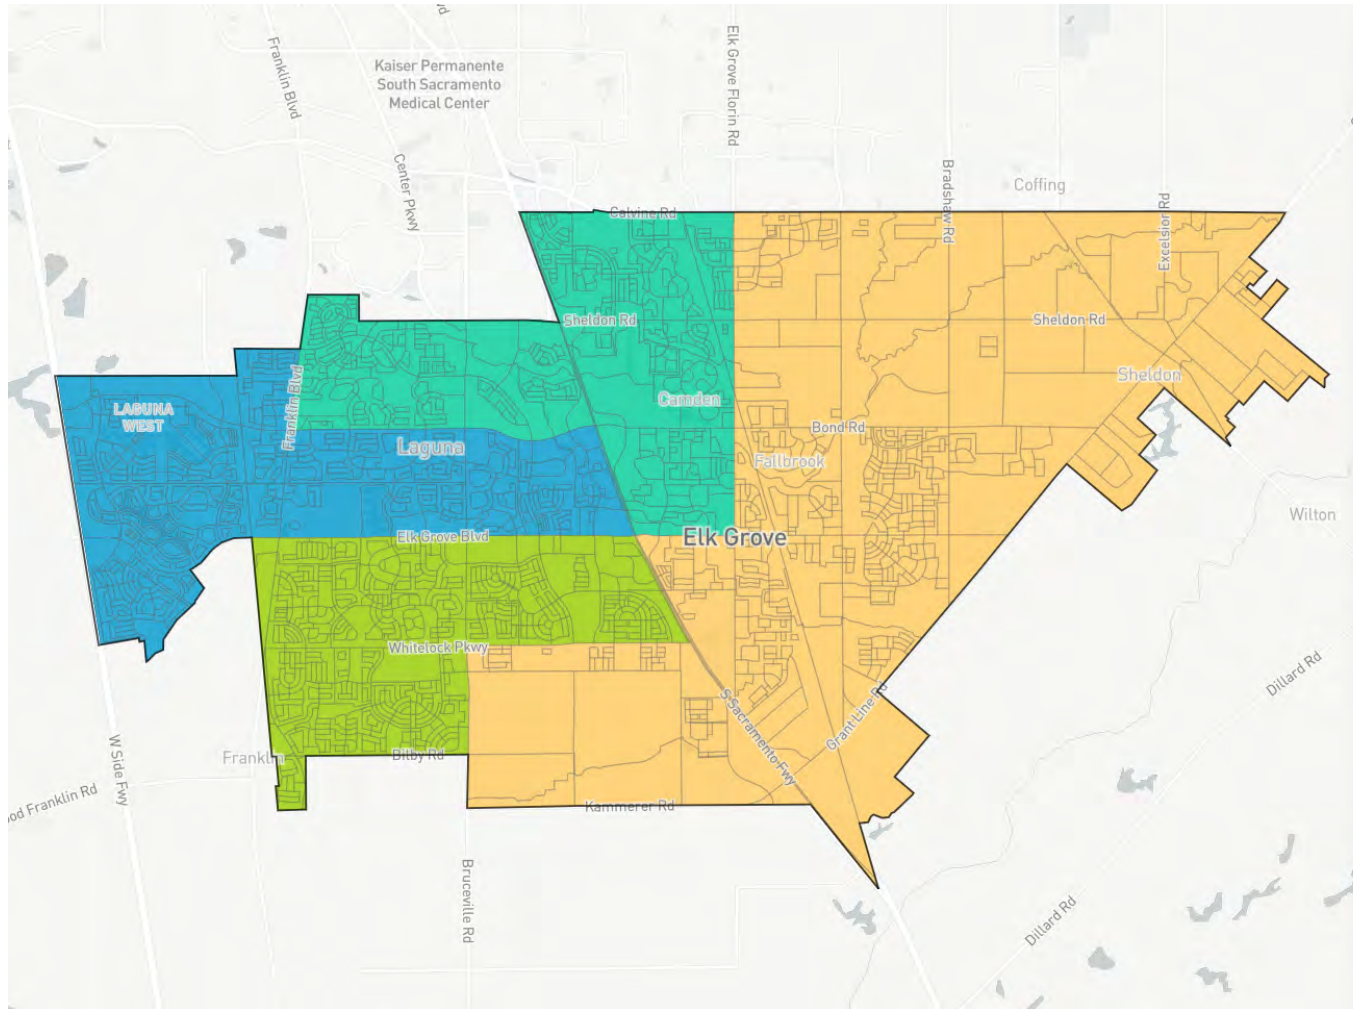 Franklin Blvd
Kaiser Permanente
South Sacramento
Medical Center
Elk Grove Florin Rd
Center Pkwy
Bradshaw Rd
Coffing
Excelsior Rd
Calvine Rd
Sheldon Rd
Sheldon Rd
Sheldon
Franklin Blvd
LAGUNA
WEST
Camden
Laguna
Bond Rd
Fallbrook
Wilton
Elk Grove Blvd
Elk Grove
Whitelock Pkwy
Dillard Rd
S Sacramento Fwy
Grant Line Rd
W Side Fwy
Franklin
Bilby Rd
ood Franklin Rd
Kammerer Rd
Bruceville Rd
Dillard Rd